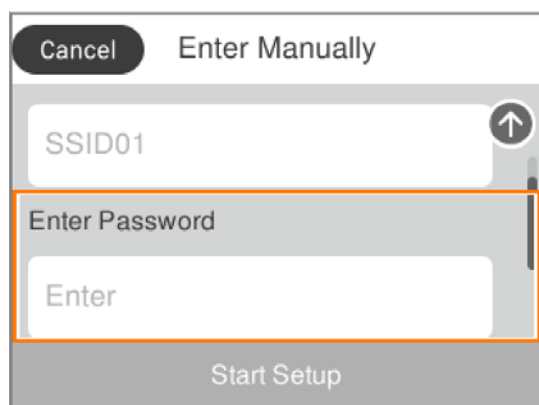 Cancel Enter Manually
SSID01
Enter Password
Enter
Start Setup